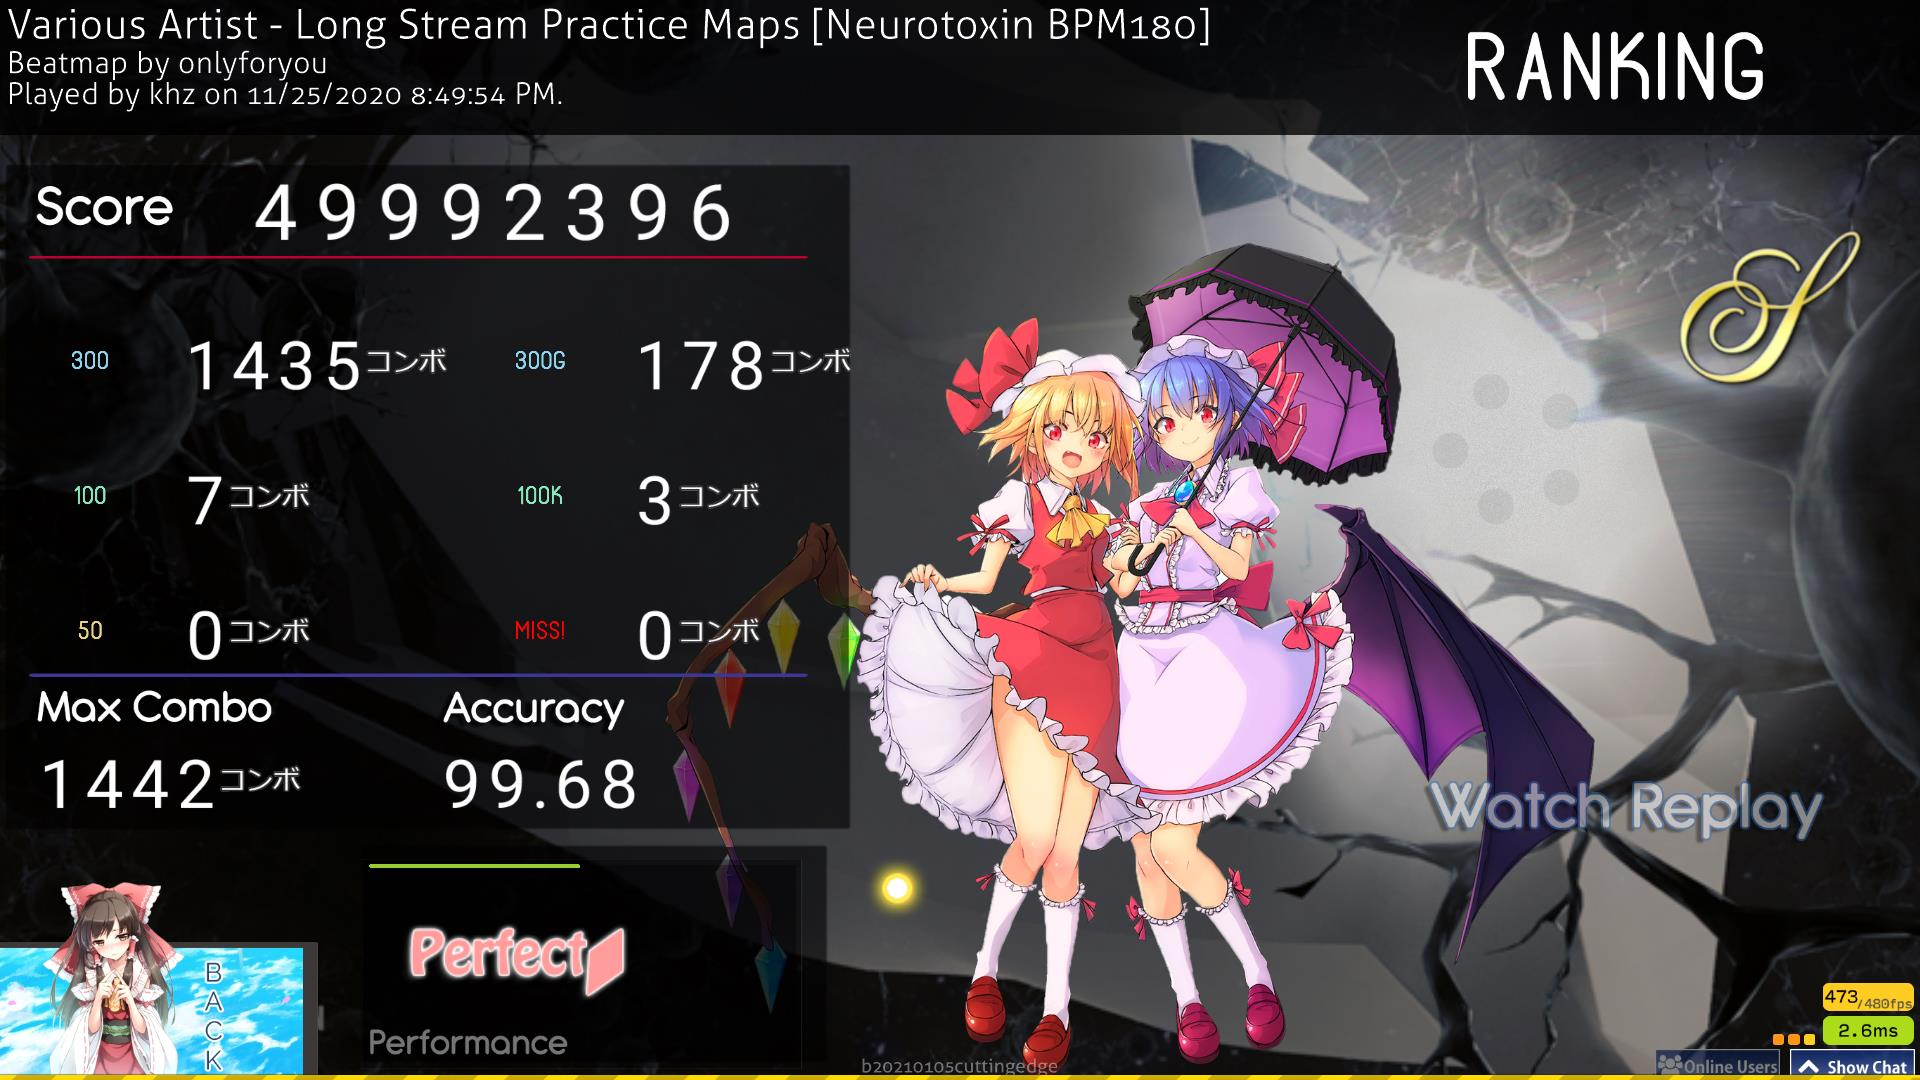 Various Artist - Long Stream Practice Maps [Neurotoxin BPM180]
Beatmap by onlyforyou
Played by khz on 11/25/2020 8:49:54 PM.
RANKING
Score 49992396
300 1435コンボ 300G 178コンボ
100 7コンボ 100K 3コンボ
50 0コンボ MISS! 0コンボ
Max Combo Accuracy
1442コンボ 99.68
S
Watch Replay
Perfect
Performance
BACK
473/480fps
2.6ms
b20210105cuttingedge
Online Users Show Chat